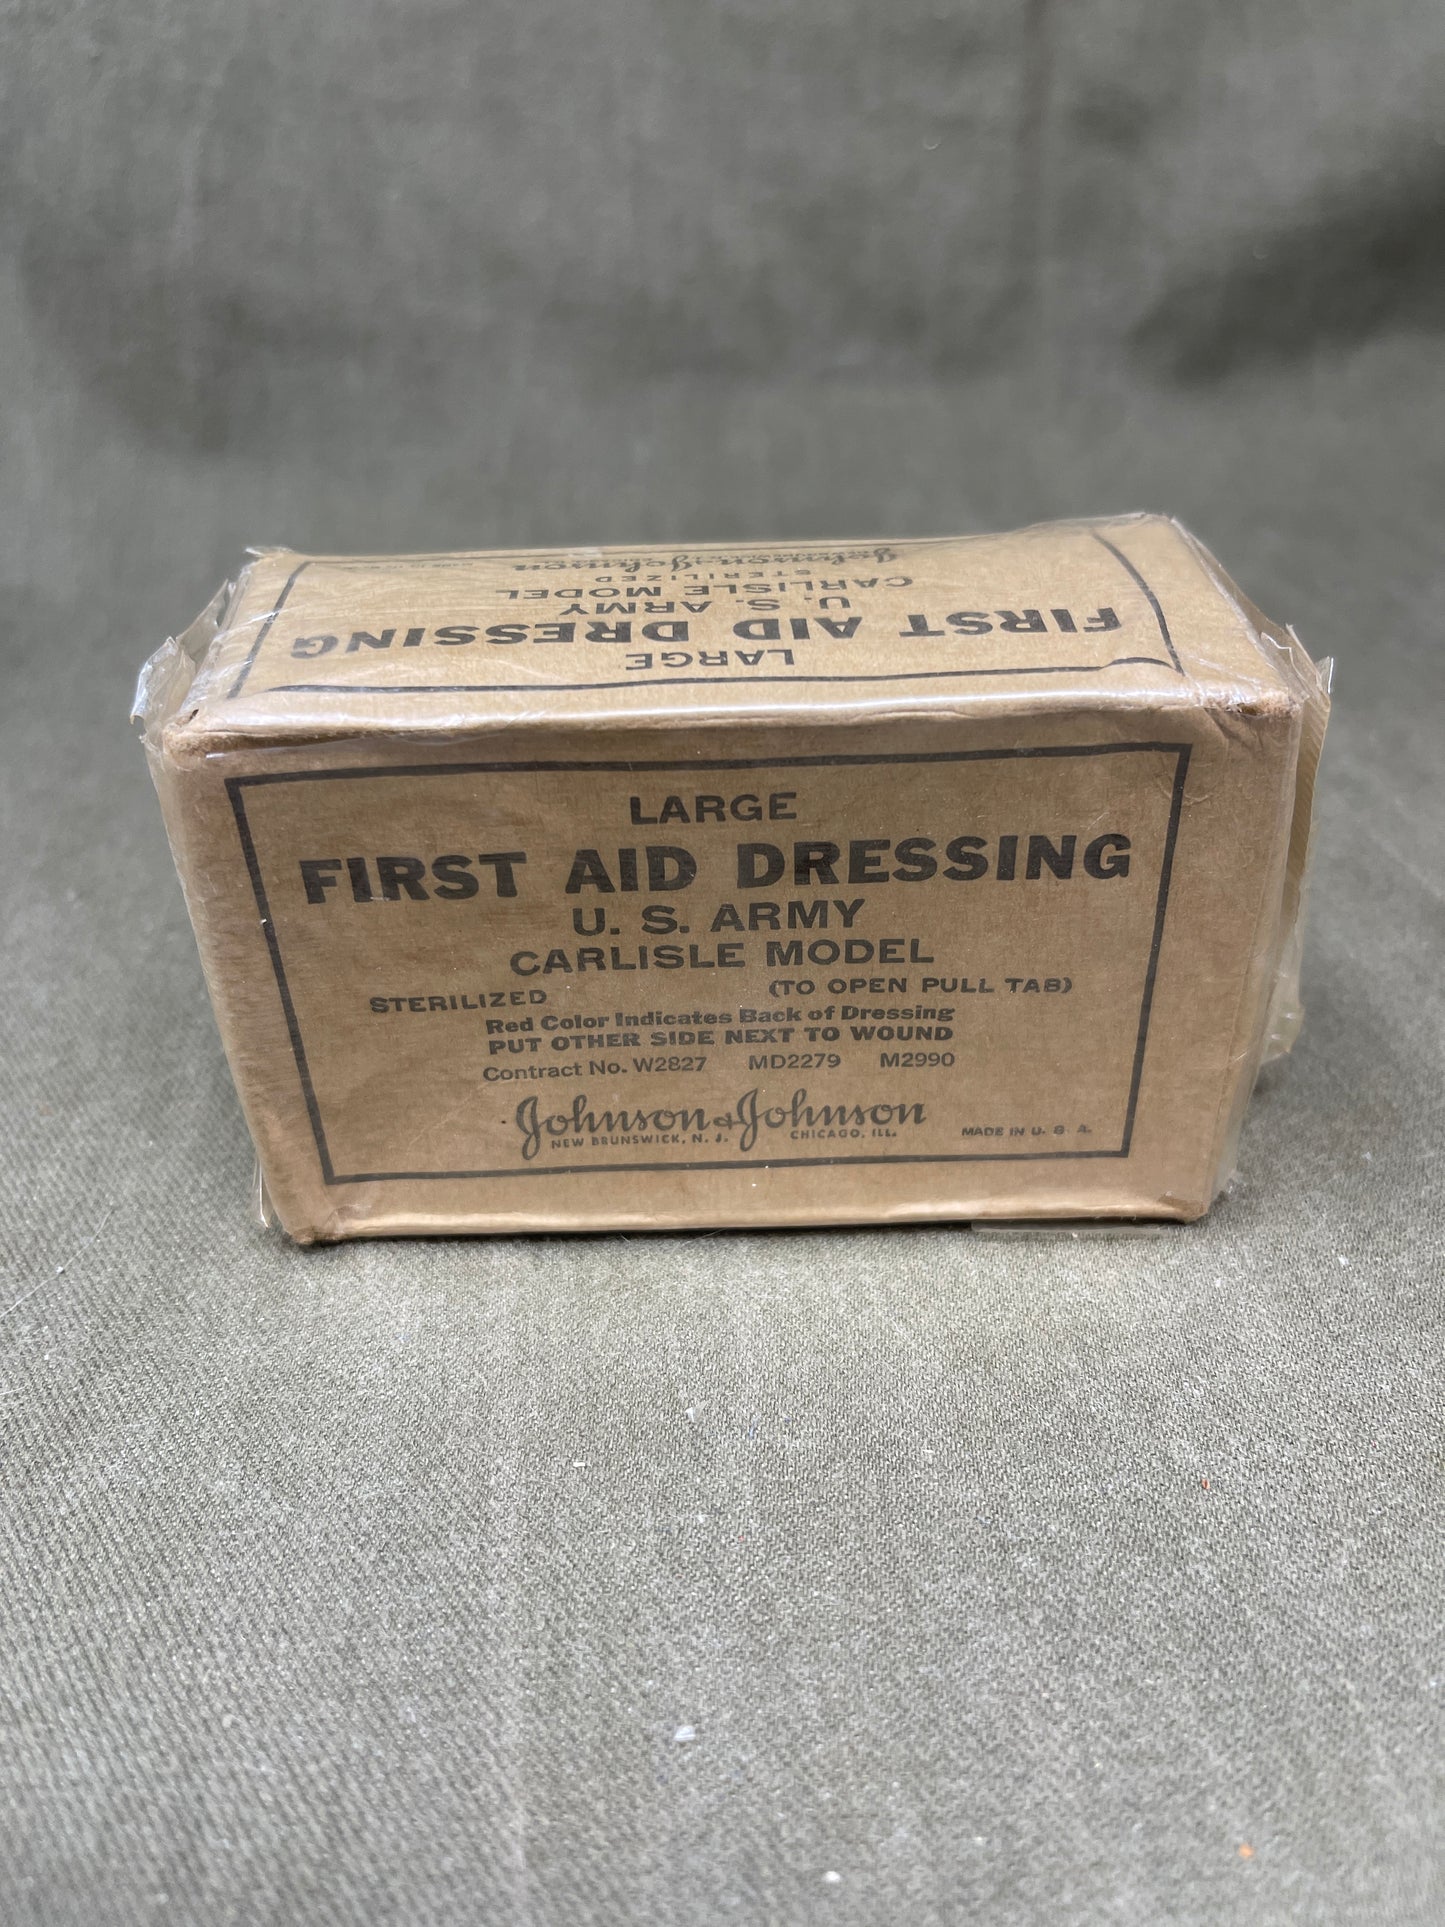 Johnson & Johnson
STERILIZED
CARLISLE MODEL
U. S. ARMY
FIRST AID DRESSING
LARGE
LARGE
FIRST AID DRESSING
U. S. ARMY
CARLISLE MODEL
STERILIZED (TO OPEN PULL TAB)
Red Color Indicates Back of Dressing
PUT OTHER SIDE NEXT TO WOUND
Contract No. W2827 MD2279 M2990
Johnson & Johnson
NEW BRUNSWICK, N. J. CHICAGO, ILL. MADE IN U. S. A.